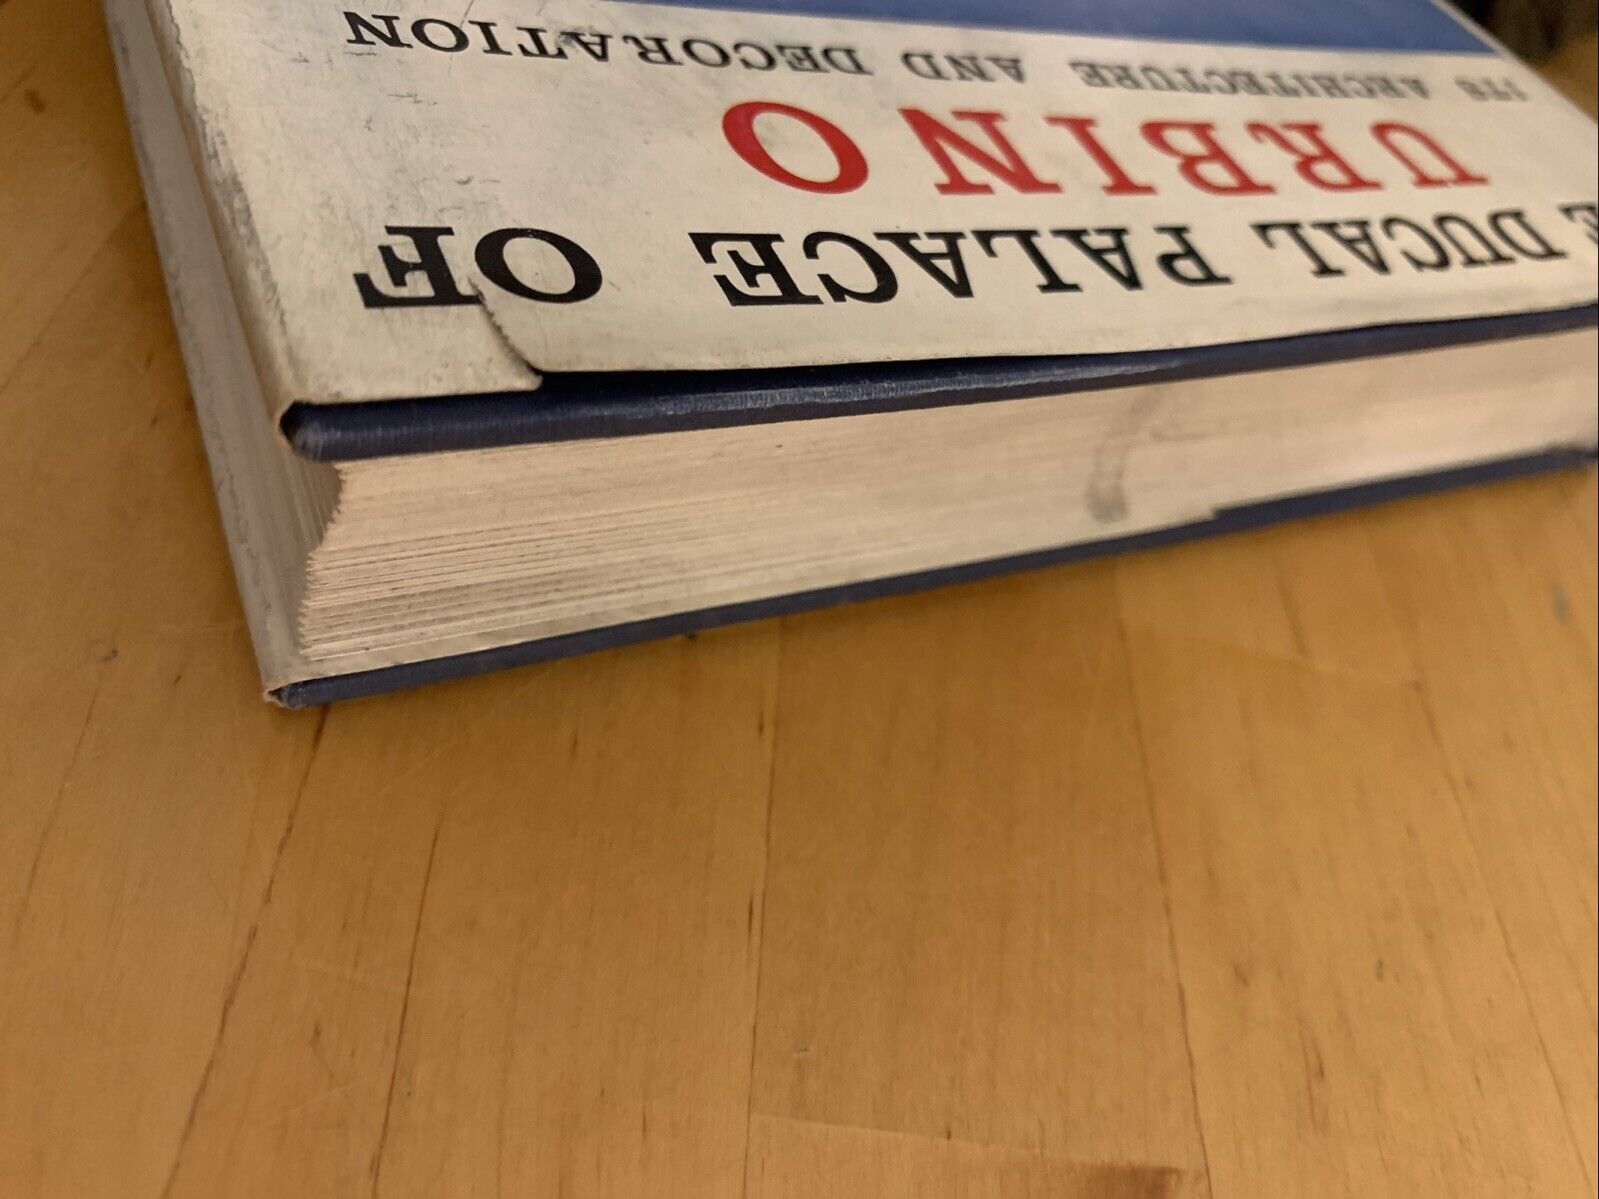 E DUCAL PALACE OF
URBINO
ITS ARCHITECTURE AND DECORATION